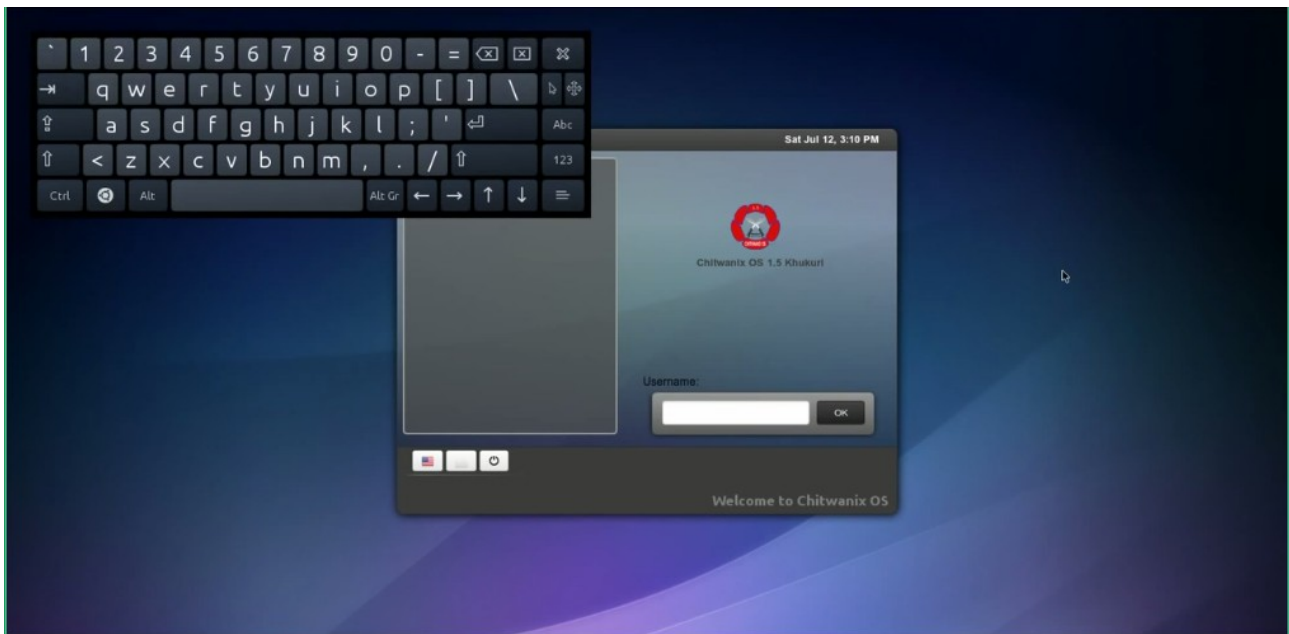 ` 1 2 3 4 5 6 7 8 9 0 - =
q w e r t y u i o p [ ] \
a s d f g h j k l ; ' Abc
< z x c v b n m , . / 123
Ctrl Alt Alt Gr
Sat Jul 12, 3:10 PM
Chitwanix OS 1.5 Khukuri
Username:
OK
Welcome to Chitwanix OS